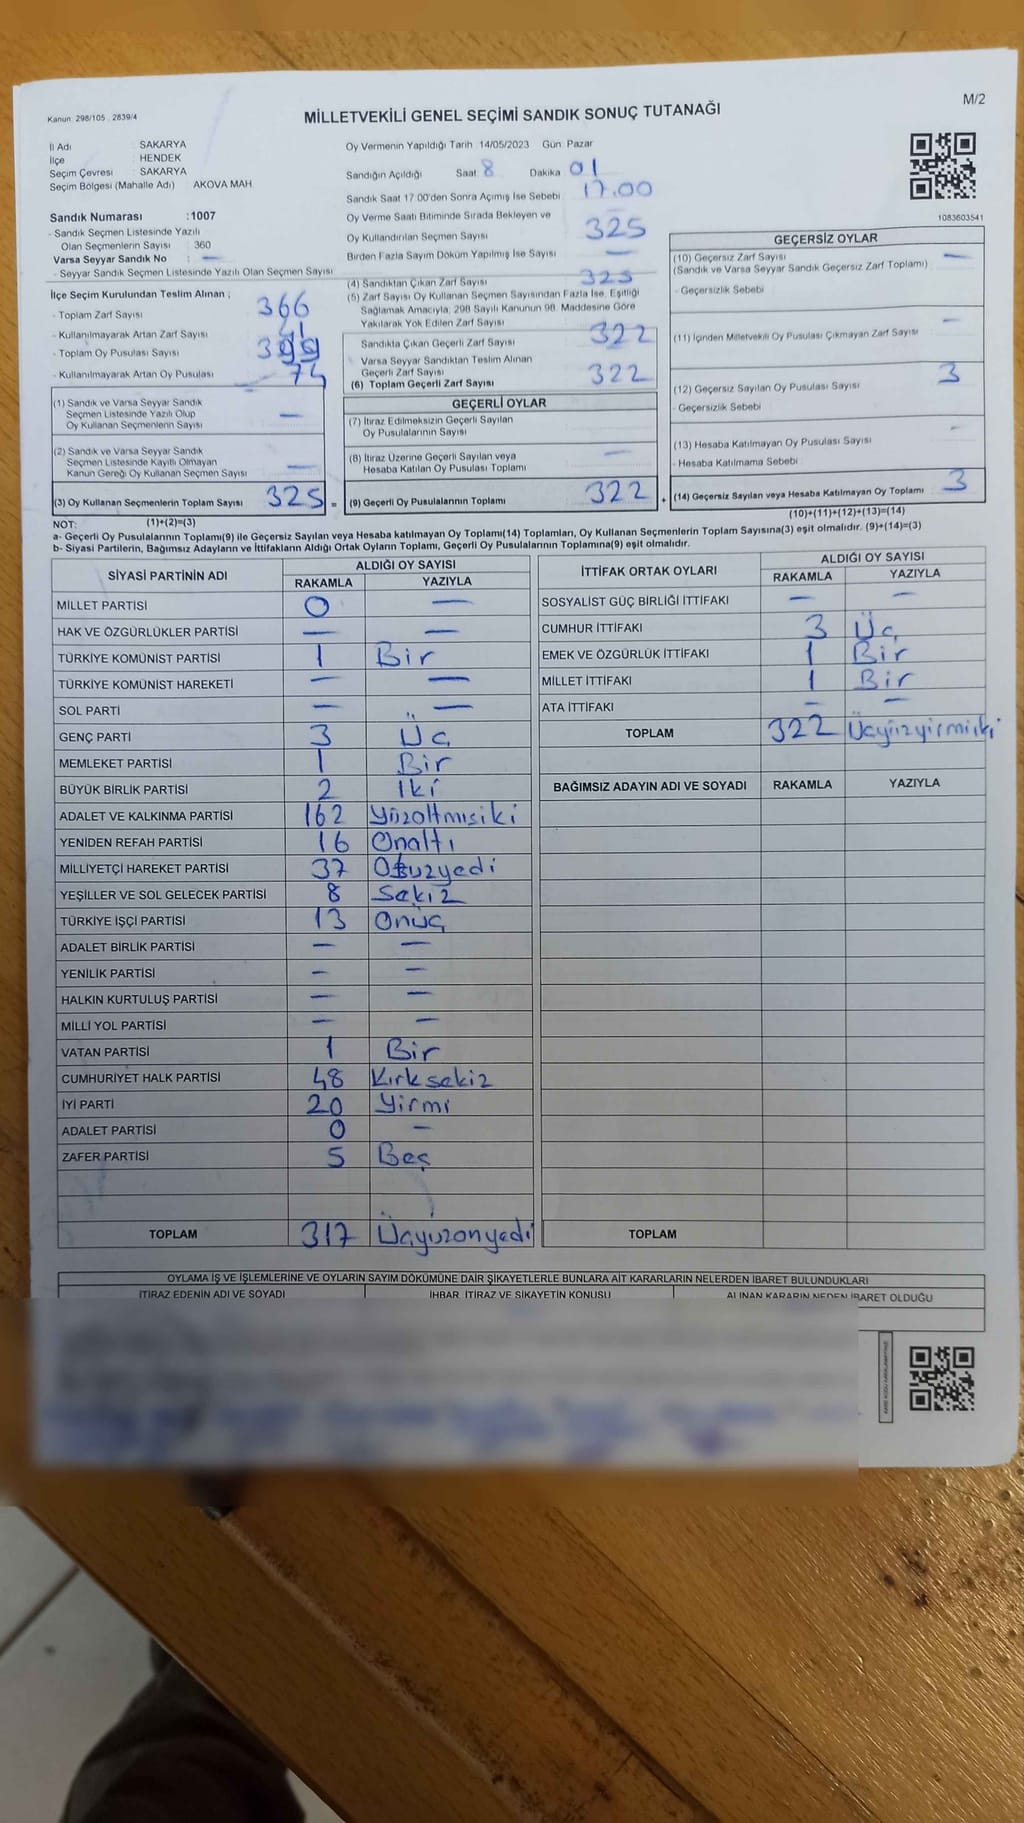 Kanun: 298/105 , 2839/4
MİLLETVEKİLİ GENEL SEÇİMİ SANDIK SONUÇ TUTANAĞI
M/2
İl Adı SAKARYA
İlçe HENDEK
Seçim Çevresi SAKARYA
Seçim Bölgesi (Mahalle Adı) AKOVA MAH
Sandık Numarası :1007
- Sandık Seçmen Listesinde Yazılı
Olan Seçmenlerin Sayısı 360
Varsa Seyyar Sandık No : —
- Seyyar Sandık Seçmen Listesinde Yazılı Olan Seçmen Sayısı
Oy Vermenin Yapıldığı Tarih 14/05/2023 Gün Pazar
Sandığın Açıldığı Saat 8 Dakika 01
Sandık Saat 17.00'den Sonra Açımış İse Sebebi 17.00
Oy Verme Saati Bitiminde Sırada Bekleyen ve
Oy Kullandırılan Seçmen Sayısı 325
Birden Fazla Sayım Döküm Yapılmış İse Sayısı —
1083603541
İlçe Seçim Kurulundan Teslim Alınan ;
- Toplam Zarf Sayısı 366
- Kullanılmayarak Artan Zarf Sayısı 41
- Toplam Oy Pusulası Sayısı
- Kullanılmayarak Artan Oy Pusulası 74
(1) Sandık ve Varsa Seyyar Sandık
Seçmen Listesinde Yazılı Olup
Oy Kullanan Seçmenlerin Sayısı —
(2) Sandık ve Varsa Seyyar Sandık
Seçmen Listesinde Kayıtlı Olmayan
Kanun Gereği Oy Kullanan Seçmen Sayısı —
(3) Oy Kullanan Seçmenlerin Toplam Sayısı 325 =
(1)+(2)=(3)
(4) Sandıktan Çıkan Zarf Sayısı 325
(5) Zarf Sayısı Oy Kullanan Seçmen Sayısından Fazla İse, Eşitliği
Sağlamak Amacıyla, 298 Sayılı Kanunun 98. Maddesine Göre
Yakılarak Yok Edilen Zarf Sayısı
Sandıkta Çıkan Geçerli Zarf Sayısı 322
Varsa Seyyar Sandıktan Teslim Alınan
Geçerli Zarf Sayısı
(6) Toplam Geçerli Zarf Sayısı 322
GEÇERLİ OYLAR
(7) İtiraz Edilmeksizin Geçerli Sayılan
Oy Pusulalarının Sayısı
(8) İtiraz Üzerine Geçerli Sayılan veya
Hesaba Katılan Oy Pusulası Toplamı —
(9) Geçerli Oy Pusulalarının Toplamı 322 +
GEÇERSİZ OYLAR
(10) Geçersiz Zarf Sayısı —
(Sandık ve Varsa Seyyar Sandık Geçersiz Zarf Toplamı)
- Geçersizlik Sebebi
(11) İçinden Milletvekili Oy Pusulası Çıkmayan Zarf Sayısı —
(12) Geçersiz Sayılan Oy Pusulası Sayısı 3
- Geçersizlik Sebebi
(13) Hesaba Katılmayan Oy Pusulası Sayısı —
- Hesaba Katılmama Sebebi
(14) Geçersiz Sayılan veya Hesaba Katılmayan Oy Toplamı 3
(10)+(11)+(12)+(13)=(14)
NOT:
a- Geçerli Oy Pusulalarının Toplamı(9) ile Geçersiz Sayılan veya Hesaba katılmayan Oy Toplamı(14) Toplamları, Oy Kullanan Seçmenlerin Toplam Sayısına(3) eşit olmalıdır. (9)+(14)=(3)
b- Siyasi Partilerin, Bağımsız Adayların ve İttifakların Aldığı Ortak Oyların Toplamı, Geçerli Oy Pusulalarının Toplamına(9) eşit olmalıdır.
SİYASİ PARTİNİN ADI ALDIĞI OY SAYISI
RAKAMLA YAZIYLA
MİLLET PARTİSİ 0 —
HAK VE ÖZGÜRLÜKLER PARTİSİ — —
TÜRKİYE KOMÜNİST PARTİSİ 1 Bir
TÜRKİYE KOMÜNİST HAREKETİ — —
SOL PARTİ — —
GENÇ PARTİ 3 Üç
MEMLEKET PARTİSİ 1 Bir
BÜYÜK BİRLİK PARTİSİ 2 İki
ADALET VE KALKINMA PARTİSİ 162 Yüzaltmışiki
YENİDEN REFAH PARTİSİ 16 Onaltı
MİLLİYETÇİ HAREKET PARTİSİ 37 Otuzyedi
YEŞİLLER VE SOL GELECEK PARTİSİ 8 Sekiz
TÜRKİYE İŞÇİ PARTİSİ 13 Onüç
ADALET BİRLİK PARTİSİ — —
YENİLİK PARTİSİ — —
HALKIN KURTULUŞ PARTİSİ — —
MİLLİ YOL PARTİSİ — —
VATAN PARTİSİ 1 Bir
CUMHURİYET HALK PARTİSİ 48 Kırksekiz
İYİ PARTİ 20 Yirmi
ADALET PARTİSİ 0 —
ZAFER PARTİSİ 5 Beş
TOPLAM 317 Üçyüzonyedi
İTTİFAK ORTAK OYLARI ALDIĞI OY SAYISI
RAKAMLA YAZIYLA
SOSYALİST GÜÇ BİRLİĞİ İTTİFAKI — —
CUMHUR İTTİFAKI 3 Üç
EMEK VE ÖZGÜRLÜK İTTİFAKI 1 Bir
MİLLET İTTİFAKI 1 Bir
ATA İTTİFAKI — —
TOPLAM 322 Üçyüzyirmiiki
BAĞIMSIZ ADAYIN ADI VE SOYADI RAKAMLA YAZIYLA
TOPLAM
OYLAMA İŞ VE İŞLEMLERİNE VE OYLARIN SAYIM DÖKÜMÜNE DAİR ŞİKAYETLERLE BUNLARA AİT KARARLARIN NELERDEN İBARET BULUNDUKLARI
İTİRAZ EDENİN ADI VE SOYADI İHBAR, İTİRAZ VE ŞİKAYETİN KONUSU ALINAN KARARIN NEDEN İBARET OLDUĞU